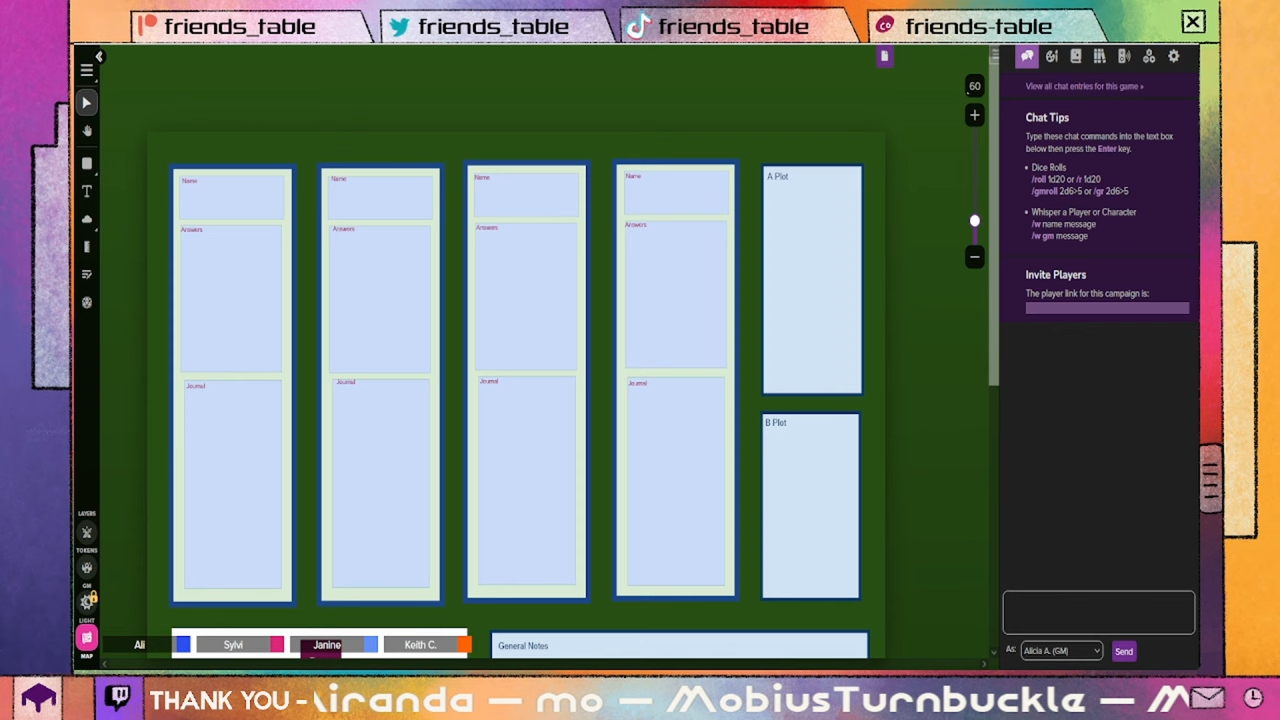 friends_table
friends_table
friends_table
friends-table
60
View all chat entries for this game »
Chat Tips
Type these chat commands into the text box
below then press the Enter key.
Dice Rolls
/roll 1d20 or /r 1d20
/gmroll 2d6>5 or /gr 2d6>5
Whisper a Player or Character
/w name message
/w gm message
Invite Players
The player link for this campaign is:
Name
Name
Name
Name
A Plot
Answers
Answers
Answers
Answers
Journal
Journal
Journal
Journal
B Plot
LAYERS
TOKENS
GM
LIGHT
MAP
Ali
Sylvi
Janine
Keith C.
General Notes
As:
Alicia A. (GM)
Send
THANK YOU - iranda — mo — MobiusTurnbuckle — M